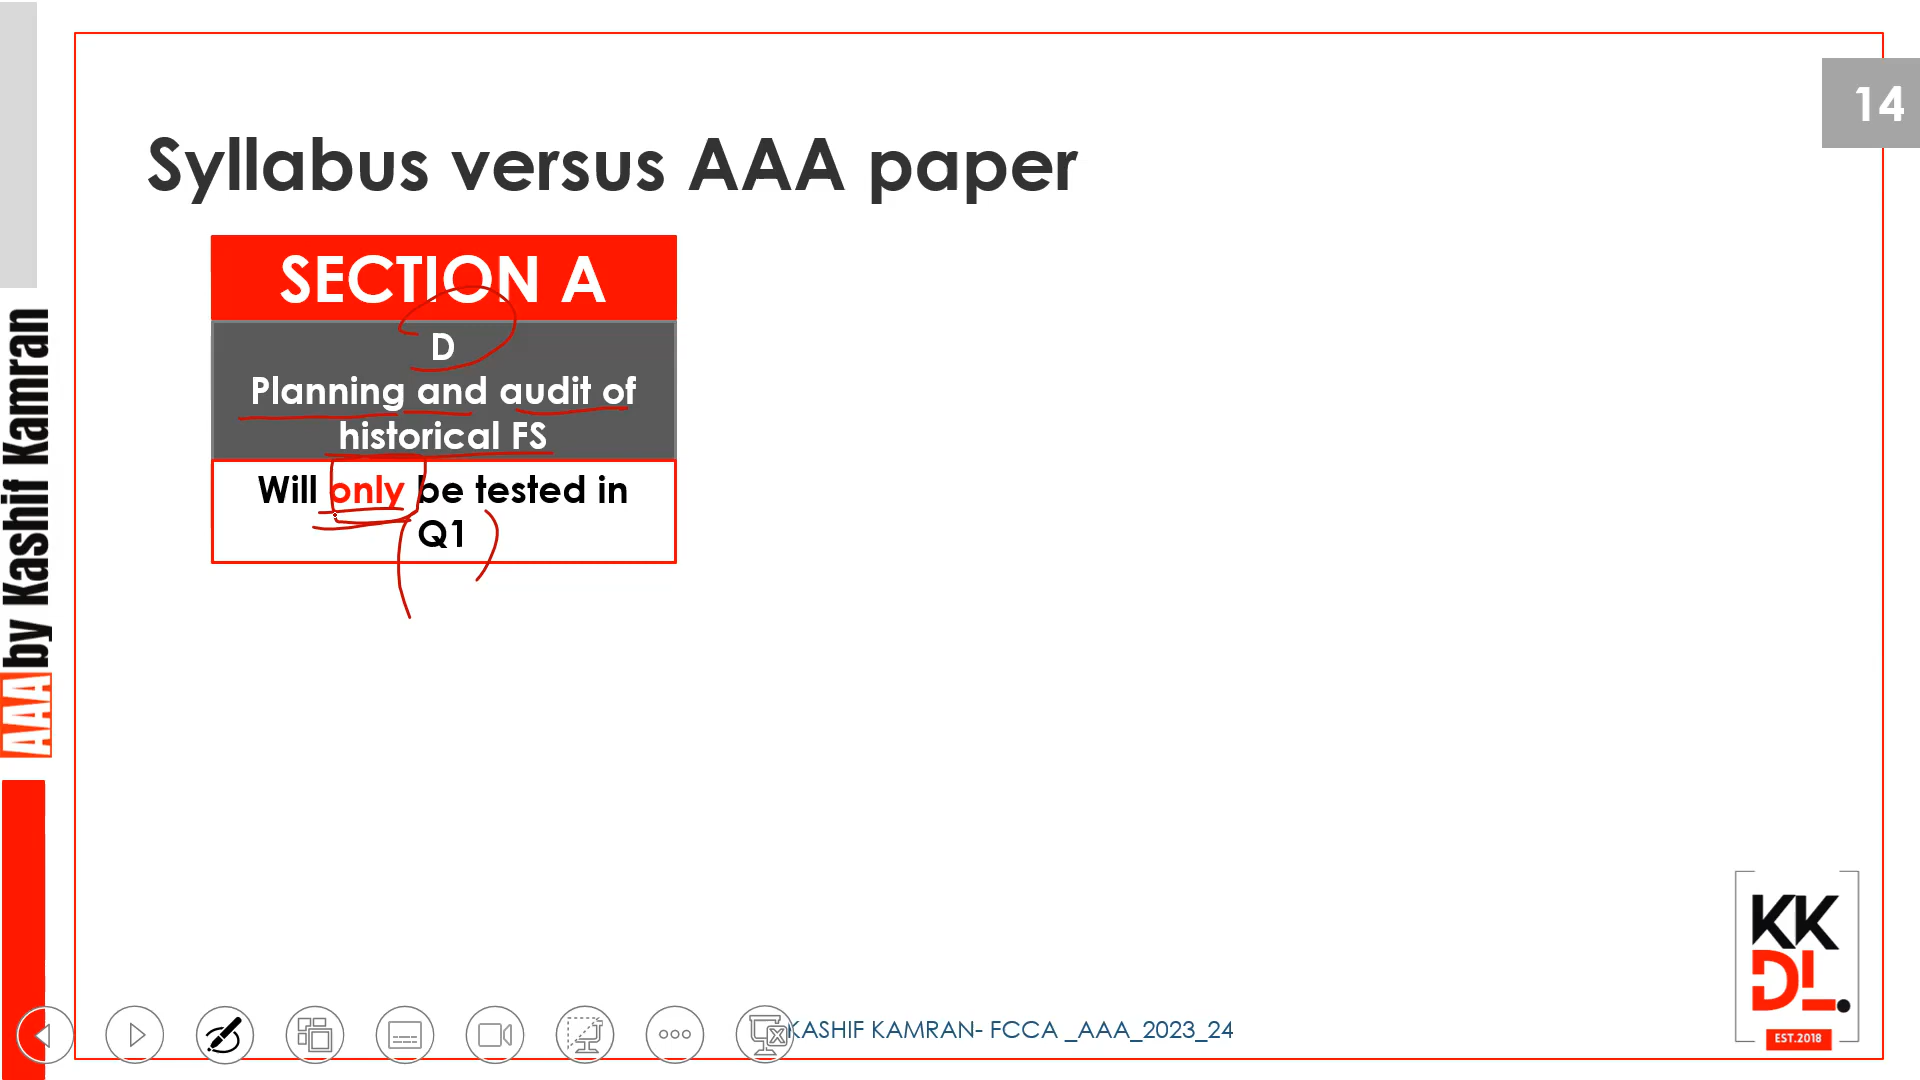 14
Syllabus versus AAA paper
SECTION A
D
Planning and audit of
historical FS
Will only be tested in
Q1
AAA by Kashif Kamran
KK
DL.
EST.2018
KASHIF KAMRAN- FCCA _AAA_2023_24